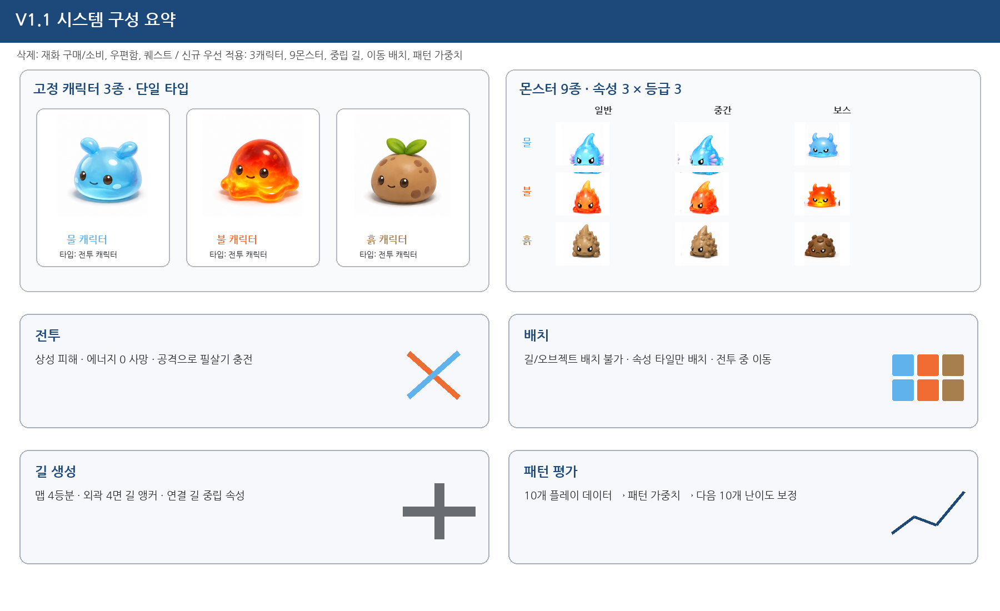 V1.1 시스템 구성 요약
삭제: 재화 구매/소비, 우편함, 퀘스트 / 신규 우선 적용: 3캐릭터, 9몬스터, 중립 길, 이동 배치, 패턴 가중치
고정 캐릭터 3종 · 단일 타입
물 캐릭터
타입: 전투 캐릭터
불 캐릭터
타입: 전투 캐릭터
흙 캐릭터
타입: 전투 캐릭터
몬스터 9종 · 속성 3 × 등급 3
일반 중간 보스
물
불
흙
전투
상성 피해 · 에너지 0 사망 · 공격으로 필살기 충전
배치
길/오브젝트 배치 불가 · 속성 타일만 배치 · 전투 중 이동
길 생성
맵 4등분 · 외곽 4면 길 앵커 · 연결 길 중립 속성
패턴 평가
10개 플레이 데이터 → 패턴 가중치 → 다음 10개 난이도 보정